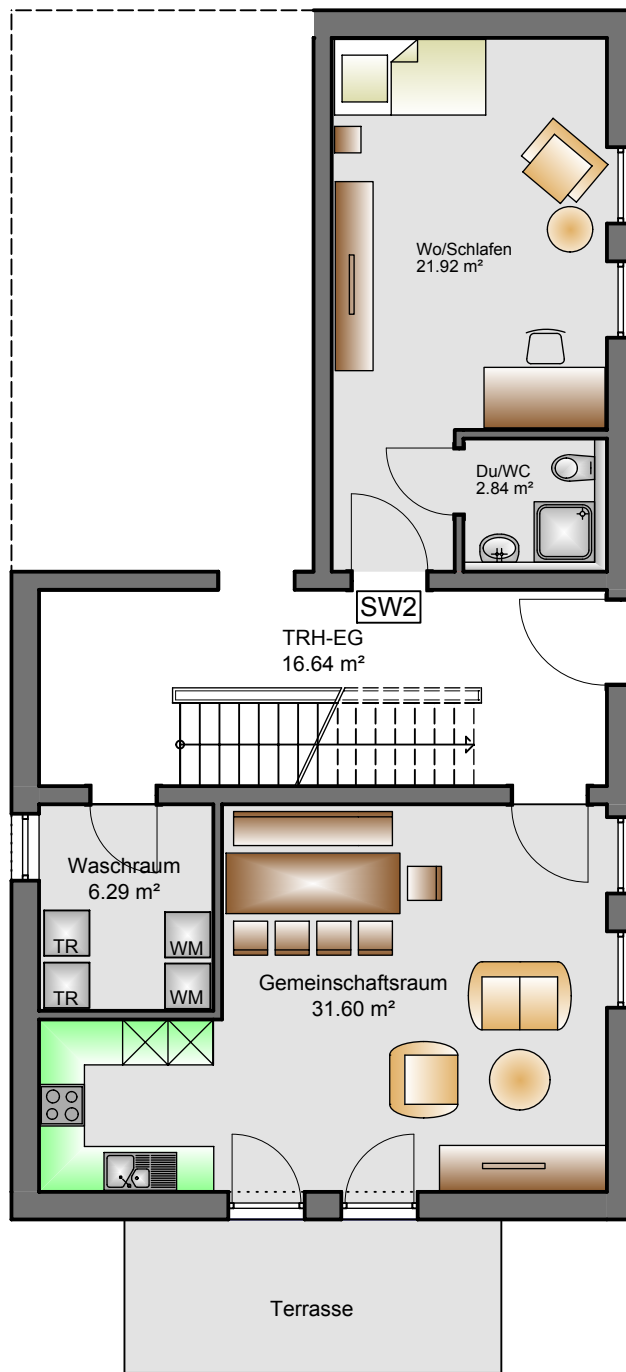 Wo/Schlafen
21.92 m²
Du/WC
2.84 m²
SW2
TRH-EG
16.64 m²
Waschraum
6.29 m²
TR
WM
TR
WM
Gemeinschaftsraum
31.60 m²
Terrasse